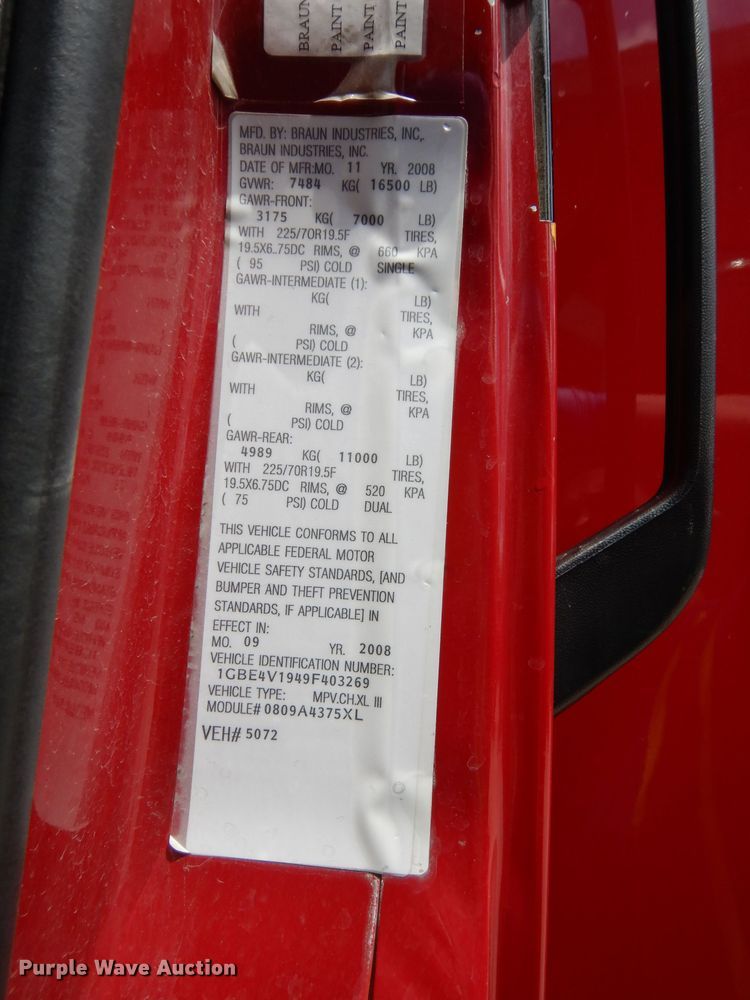 BRAUN
PAINT
PAINT
PAINT
MFD. BY: BRAUN INDUSTRIES, INC,.
BRAUN INDUSTRIES, INC.
DATE OF MFR:MO. 11 YR. 2008
GVWR: 7484 KG( 16500 LB)
GAWR-FRONT:
3175 KG( 7000 LB)
WITH 225/70R19.5F TIRES,
19.5X6..75DC RIMS, @ 660 KPA
( 95 PSI) COLD SINGLE
GAWR-INTERMEDIATE (1):
KG( LB)
WITH TIRES,
RIMS, @ KPA
( PSI) COLD
GAWR-INTERMEDIATE (2):
KG( LB)
WITH TIRES,
RIMS, @ KPA
( PSI) COLD
GAWR-REAR:
4989 KG( 11000 LB)
WITH 225/70R19.5F TIRES,
19.5X6.75DC RIMS, @ 520 KPA
( 75 PSI) COLD DUAL
THIS VEHICLE CONFORMS TO ALL
APPLICABLE FEDERAL MOTOR
VEHICLE SAFETY STANDARDS, [AND
BUMPER AND THEFT PREVENTION
STANDARDS, IF APPLICABLE] IN
EFFECT IN:
MO. 09 YR. 2008
VEHICLE IDENTIFICATION NUMBER:
1GBE4V1949F403269
VEHICLE TYPE: MPV.CH.XL III
MODULE# 0809A4375XL
VEH# 5072
Purple Wave Auction